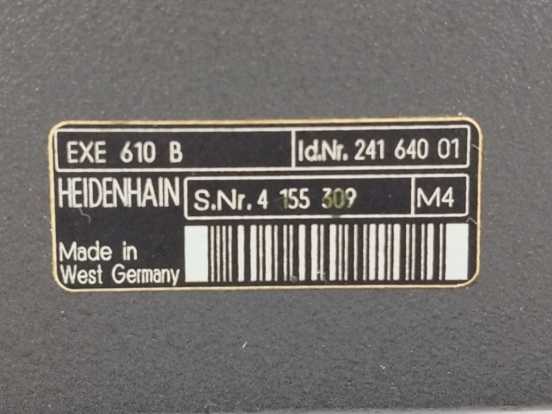 EXE 610 B Id.Nr. 241 640 01
HEIDENHAIN S.Nr. 4 155 309 M4
Made in
West Germany